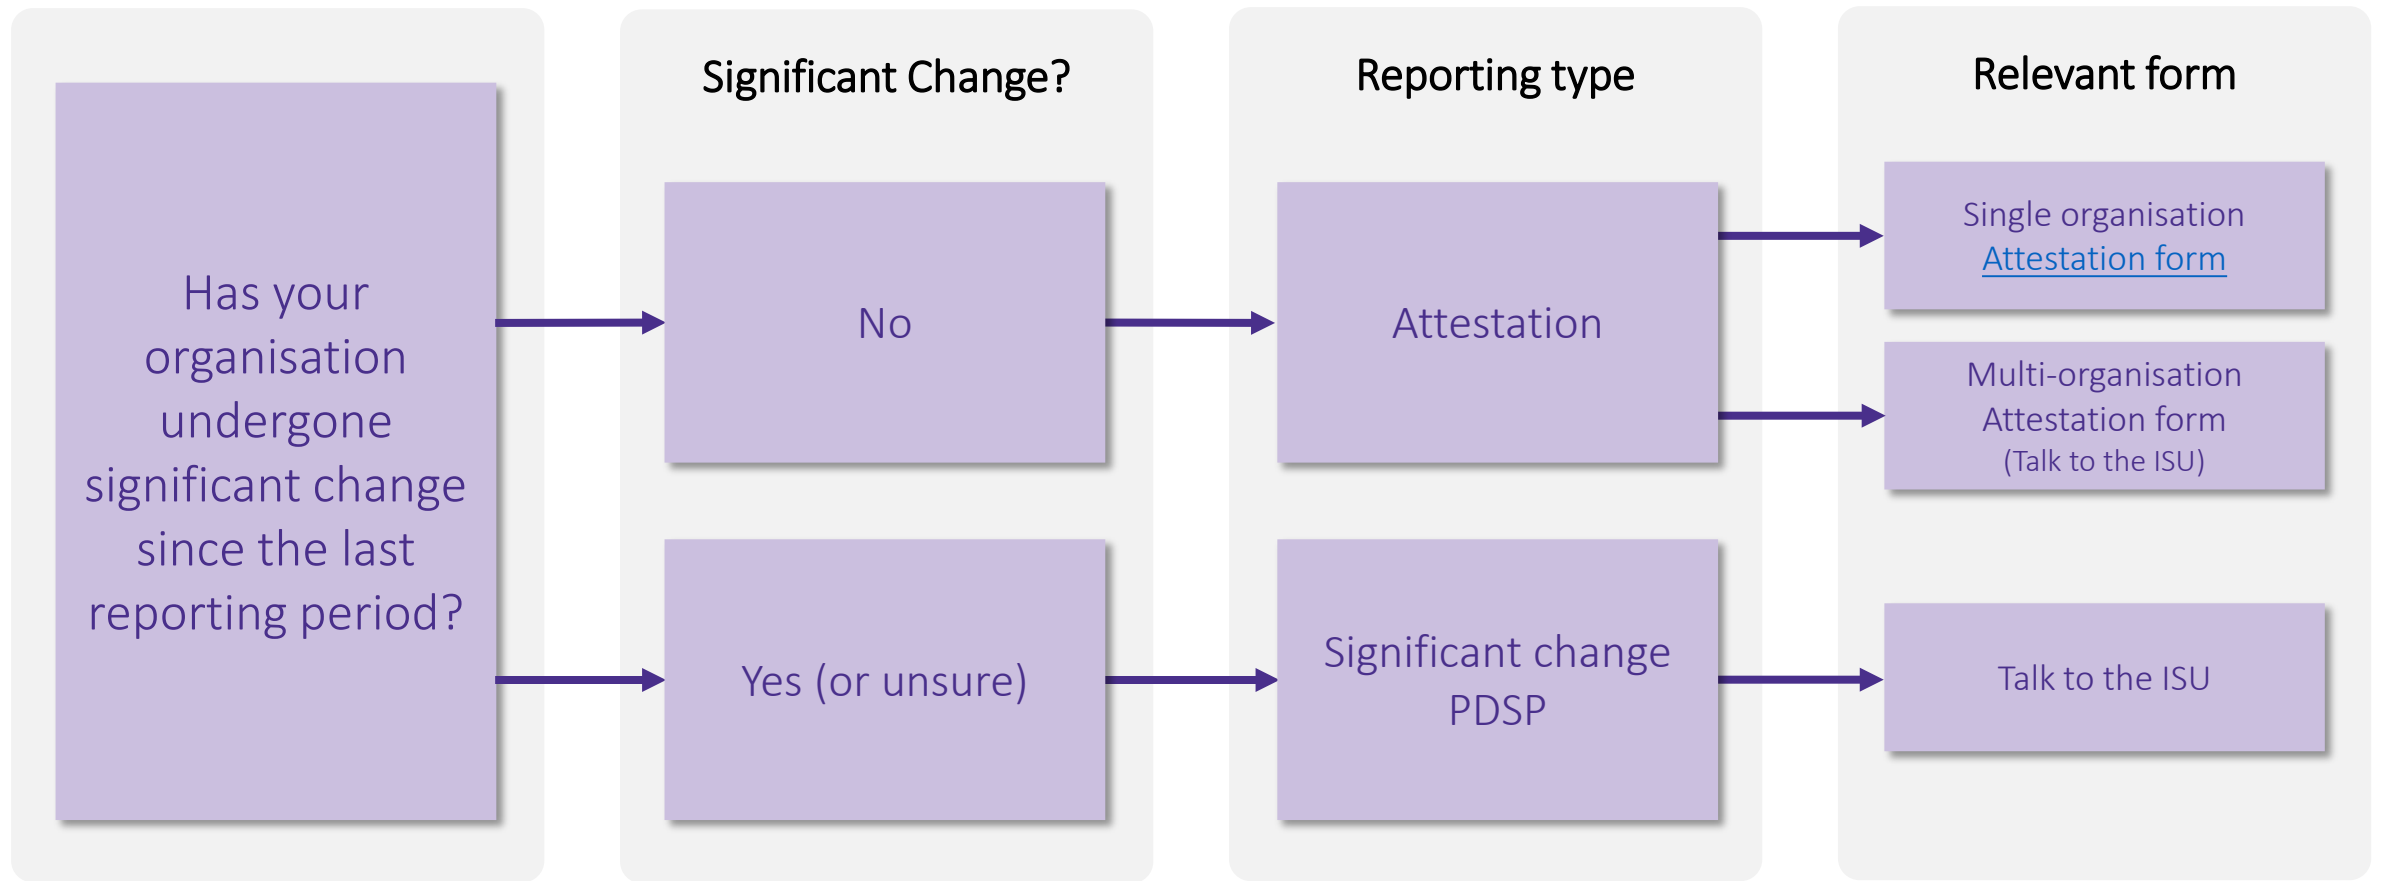 Has your
organisation
undergone
significant change
since the last
reporting period?
Significant Change?
No
Yes (or unsure)
Reporting type
Attestation
Significant change
PDSP
Relevant form
Single organisation
Attestation form
Multi-organisation
Attestation form
(Talk to the ISU)
Talk to the ISU